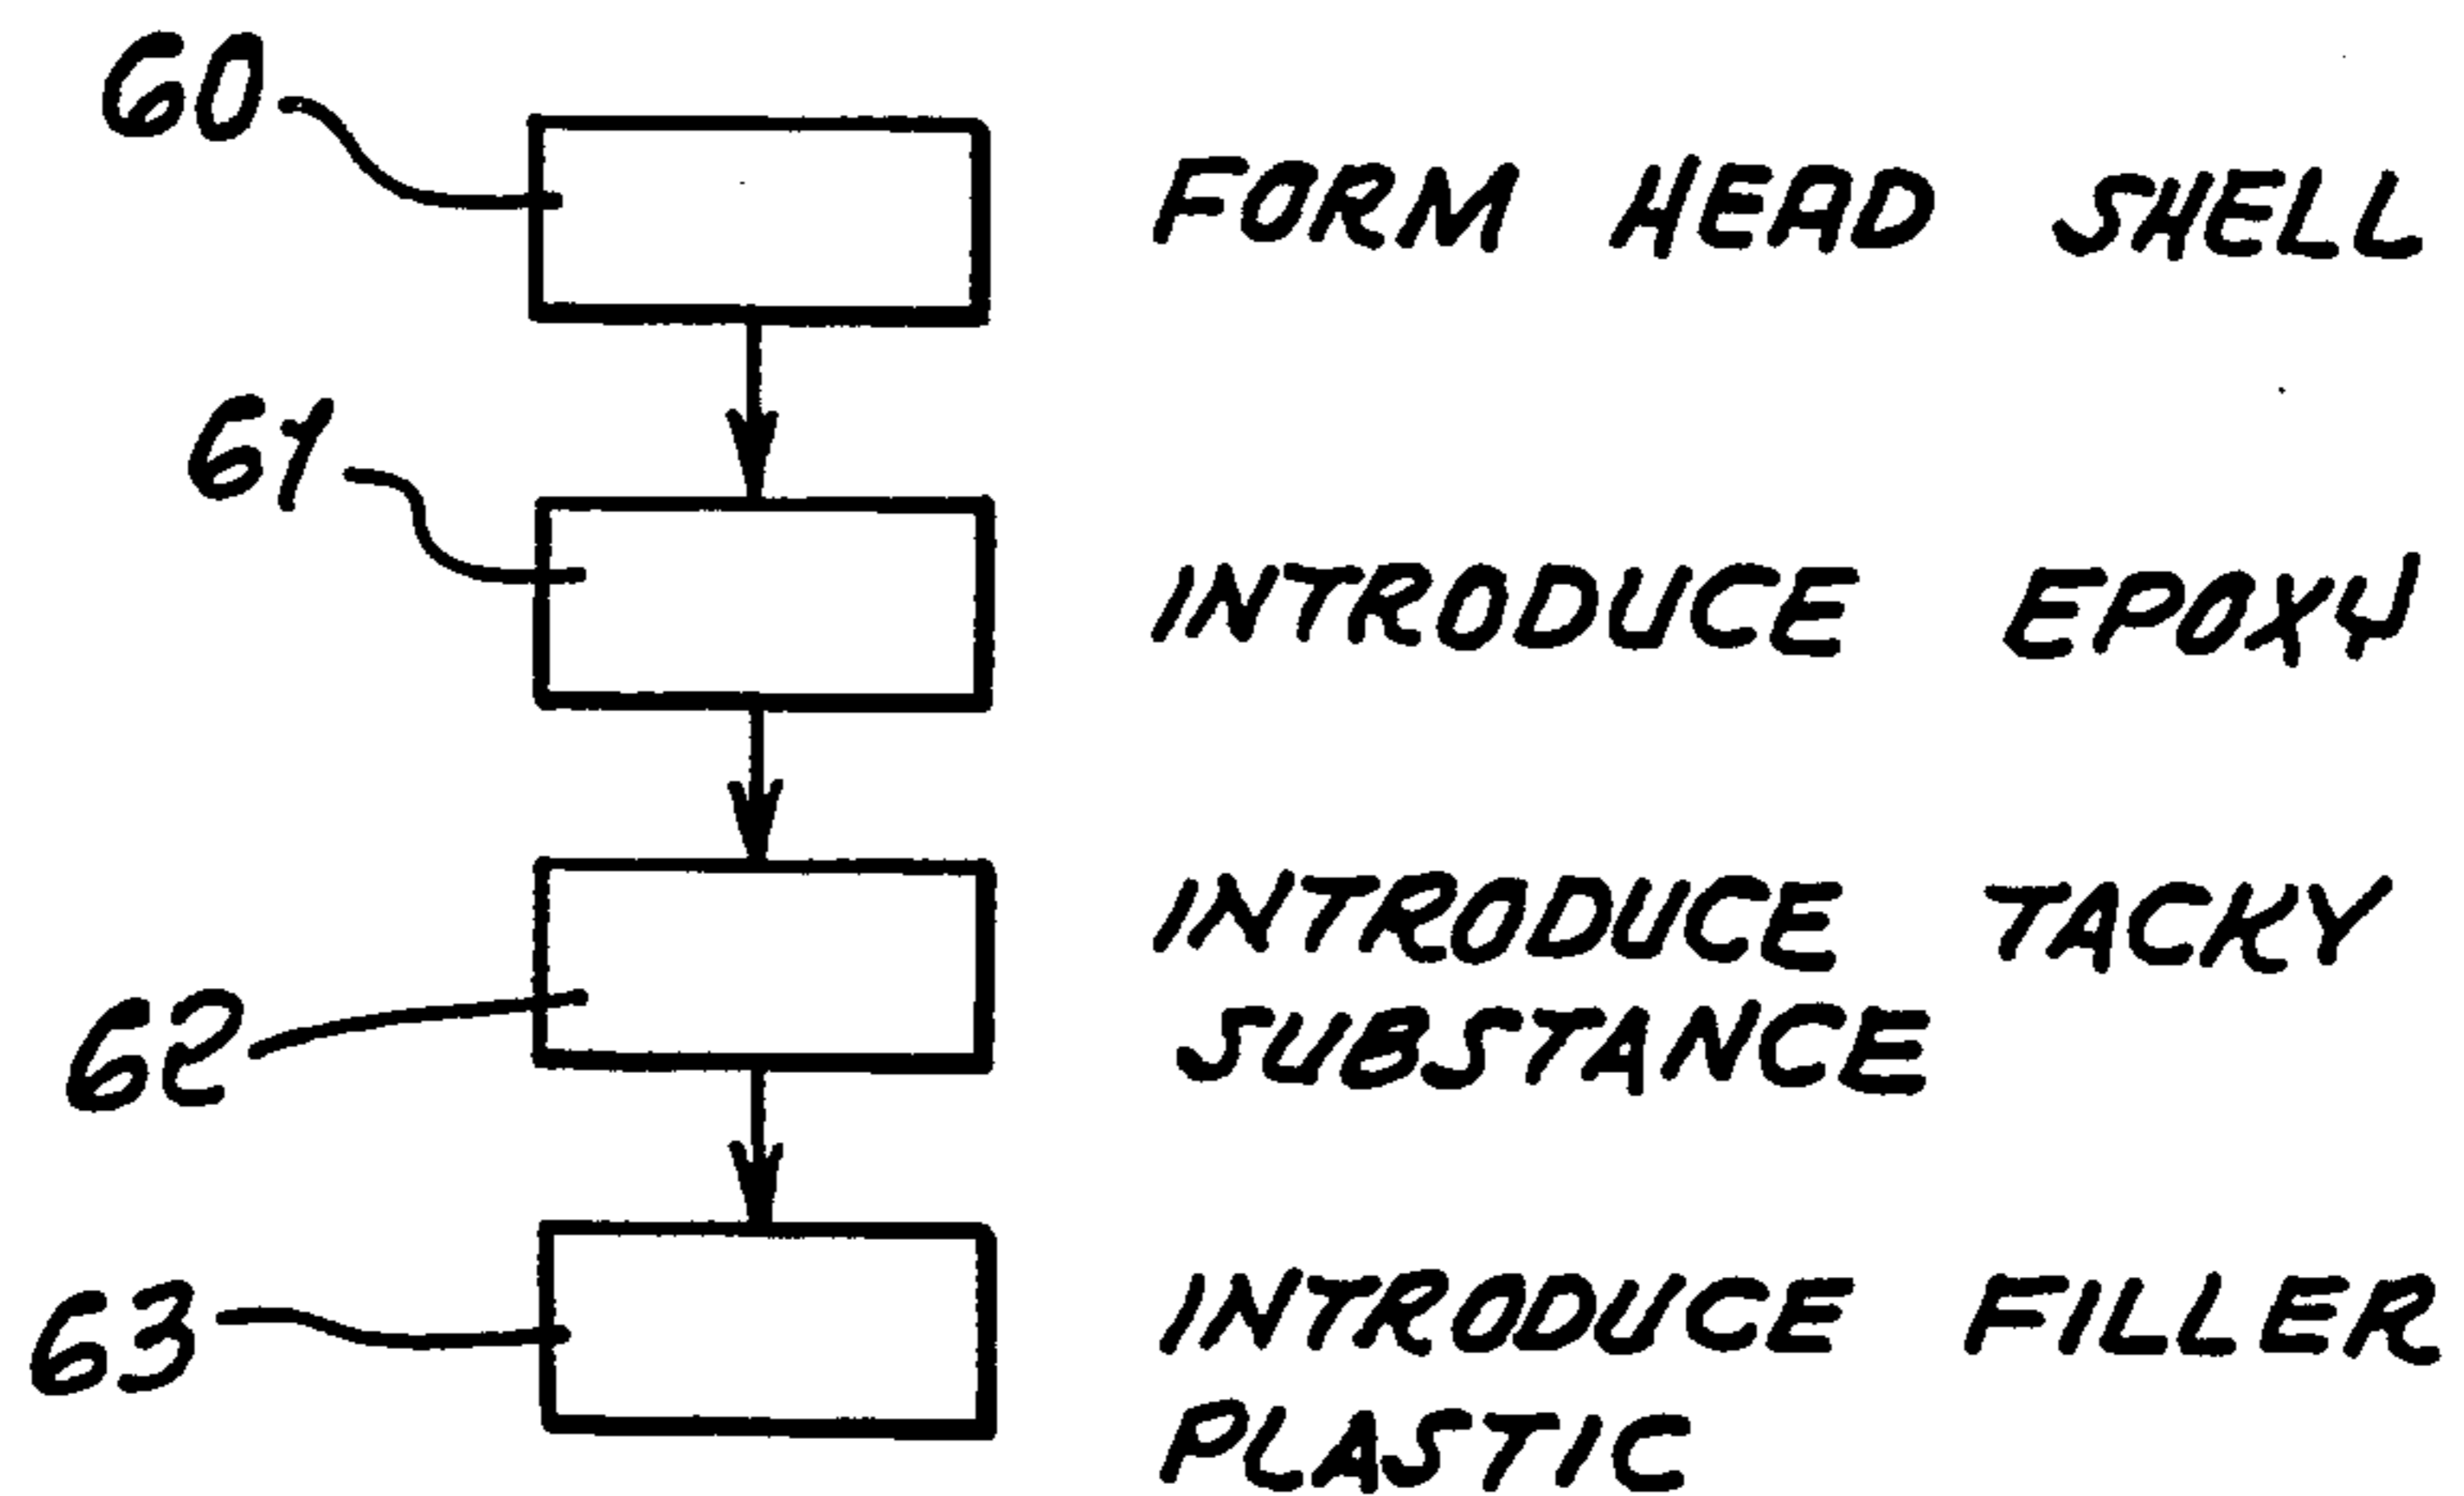 60
FORM HEAD SHELL
61
INTRODUCE EPOXY
INTRODUCE TACKY
SUBSTANCE
62
INTRODUCE FILLER
63
PLASTIC